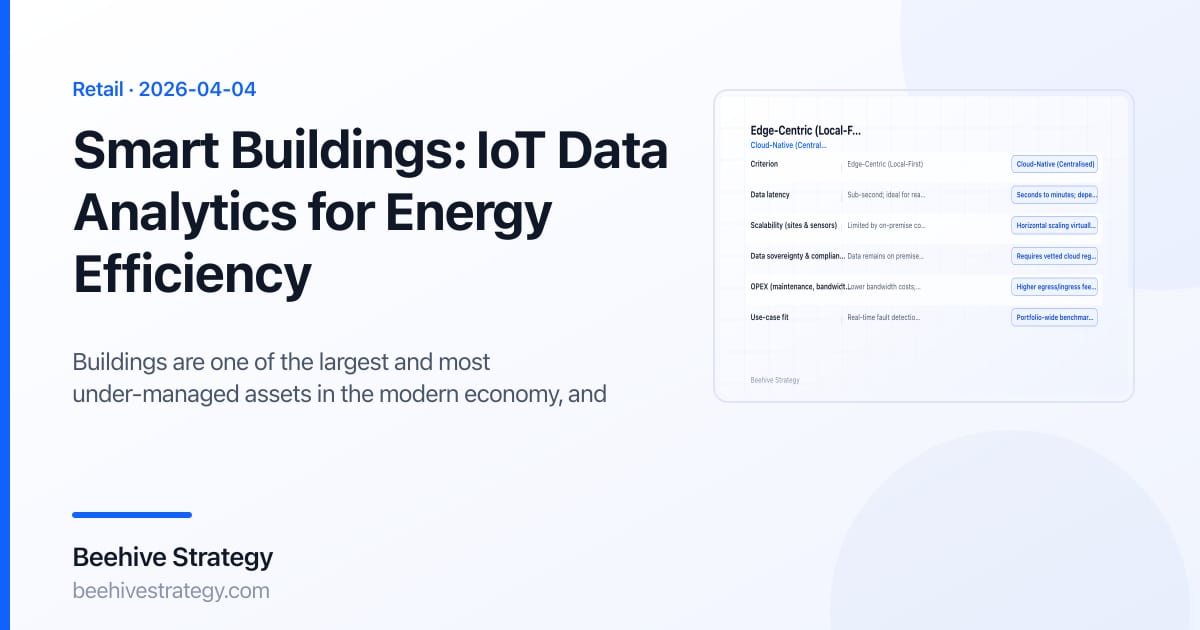 Retail · 2026-04-04
Smart Buildings: IoT Data
Analytics for Energy
Efficiency
Buildings are one of the largest and most
under-managed assets in the modern economy, and
Beehive Strategy
beehivestrategy.com
Edge-Centric (Local-F...
Cloud-Native (Central...
Criterion Edge-Centric (Local-First) Cloud-Native (Centralised)
Data latency Sub-second; ideal for rea... Seconds to minutes; depe...
Scalability (sites & sensors) Limited by on-premise co... Horizontal scaling virtuall...
Data sovereignty & complian... Data remains on premise... Requires vetted cloud reg...
OPEX (maintenance, bandwidt... Lower bandwidth costs;... Higher egress/ingress fee...
Use-case fit Real-time fault detectio... Portfolio-wide benchmar...
Beehive Strategy